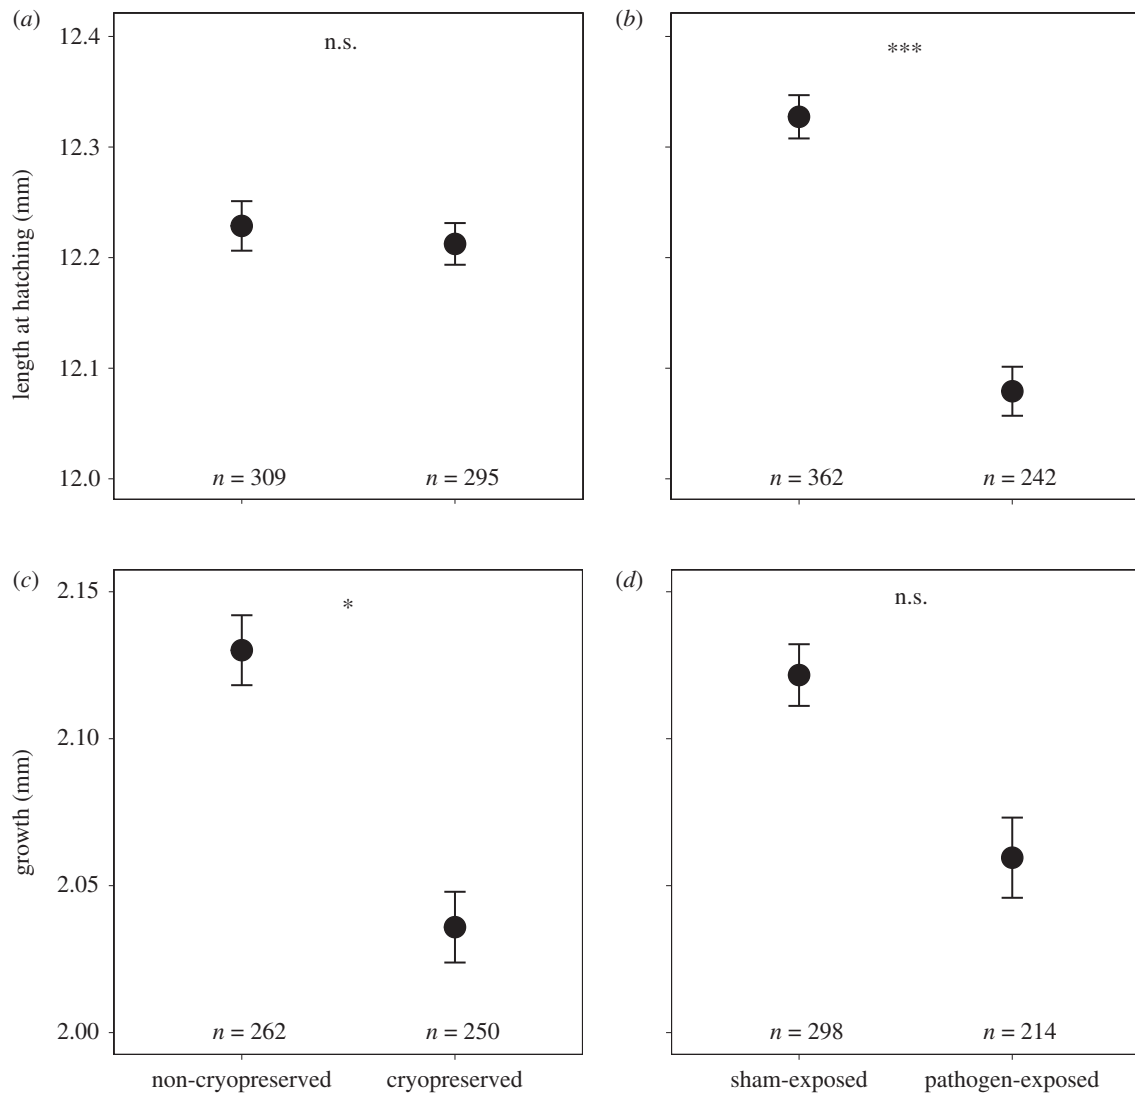 (a)
(b)
n.s.
***
12.4
12.3
12.2
12.1
12.0
length at hatching (mm)
n = 309
n = 295
n = 362
n = 242
(c)
(d)
*
n.s.
2.15
2.10
2.05
2.00
growth (mm)
n = 262
n = 250
n = 298
n = 214
non-cryopreserved
cryopreserved
sham-exposed
pathogen-exposed